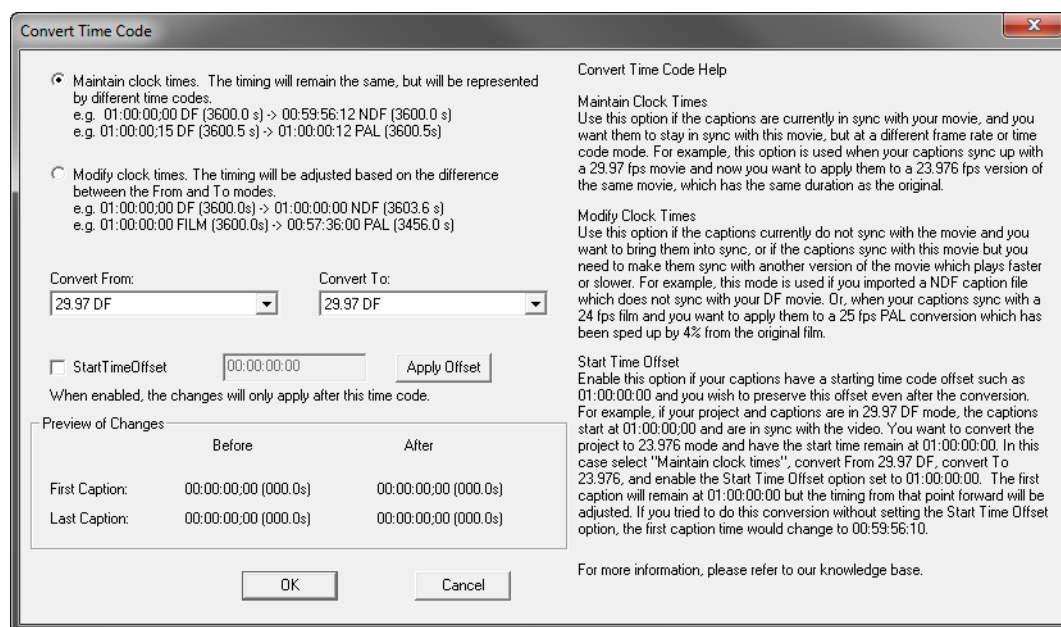 Convert Time Code
Maintain clock times. The timing will remain the same, but will be represented
by different time codes.
e.g. 01:00:00;00 DF (3600.0 s) -> 00:59:56:12 NDF (3600.0 s)
e.g. 01:00:00;15 DF (3600.5 s) -> 01:00:00:12 PAL (3600.5s)
Modify clock times. The timing will be adjusted based on the difference
between the From and To modes.
e.g. 01:00:00;00 DF (3600.0s) -> 01:00:00:00 NDF (3603.6 s)
e.g. 01:00:00:00 FILM (3600.0s) -> 00:57:36:00 PAL (3456.0 s)
Convert From:
Convert To:
29.97 DF
29.97 DF
StartTimeOffset
00:00:00:00
Apply Offset
When enabled, the changes will only apply after this time code.
Preview of Changes
Before
After
First Caption:
00:00:00;00 (000.0s)
00:00:00;00 (000.0s)
Last Caption:
00:00:00;00 (000.0s)
00:00:00;00 (000.0s)
OK
Cancel
Convert Time Code Help
Maintain Clock Times
Use this option if the captions are currently in sync with your movie, and you
want them to stay in sync with this movie, but at a different frame rate or time
code mode. For example, this option is used when your captions sync up with
a 29.97 fps movie and now you want to apply them to a 23.976 fps version of
the same movie, which has the same duration as the original.
Modify Clock Times
Use this option if the captions currently do not sync with the movie and you
want to bring them into sync, or if the captions sync with this movie but you
need to make them sync with another version of the movie which plays faster
or slower. For example, this mode is used if you imported a NDF caption file
which does not sync with your DF movie. Or, when your captions sync with a
24 fps film and you want to apply them to a 25 fps PAL conversion which has
been sped up by 4% from the original film.
Start Time Offset
Enable this option if your captions have a starting time code offset such as
01:00:00:00 and you wish to preserve this offset even after the conversion.
For example, if your project and captions are in 29.97 DF mode, the captions
start at 01:00:00;00 and are in sync with the video. You want to convert the
project to 23.976 mode and have the start time remain at 01:00:00:00. In this
case select "Maintain clock times", convert From 29.97 DF, convert To
23.976, and enable the Start Time Offset option set to 01:00:00:00. The first
caption will remain at 01:00:00:00 but the timing from that point forward will be
adjusted. If you tried to do this conversion without setting the Start Time Offset
option, the first caption time would change to 00:59:56:10.
For more information, please refer to our knowledge base.